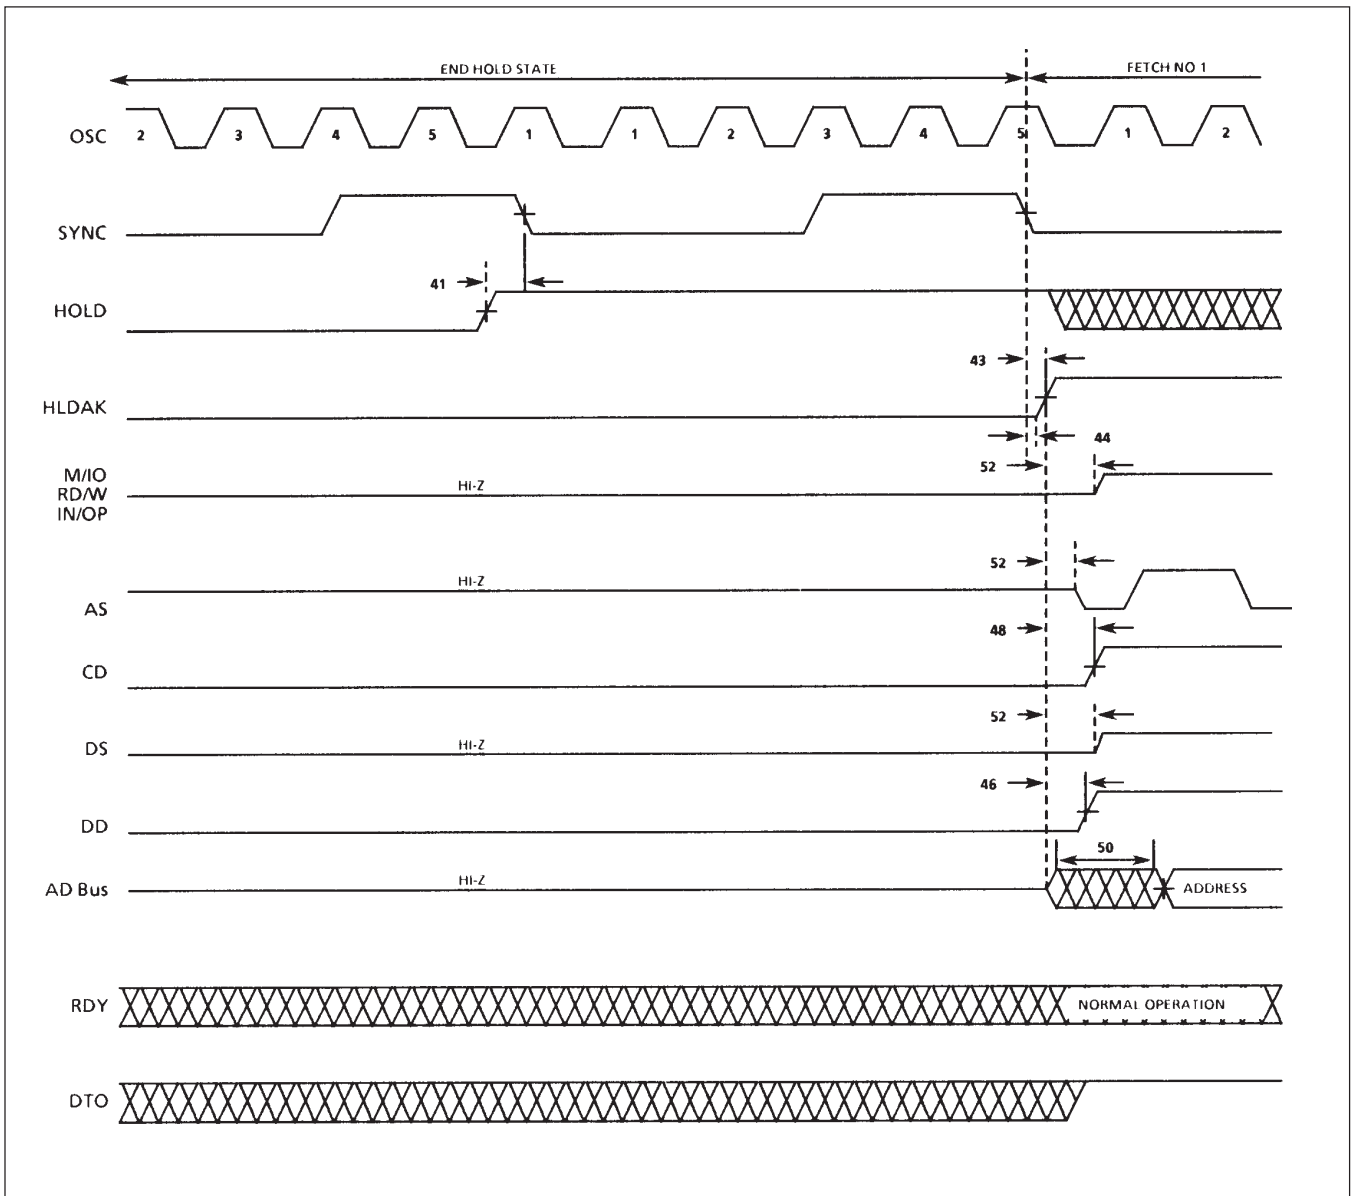 END HOLD STATE
FETCH NO 1
OSC 2 3 4 5 1 1 2 3 4 5 1 2
SYNC
41
HOLD
43
HLDAK
44
M/IO
RD/W
IN/OP
HI-Z
52
52
HI-Z
AS
48
CD
52
DS
HI-Z
46
DD
50
AD Bus
HI-Z
ADDRESS
RDY
NORMAL OPERATION
DTO